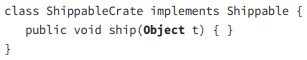 class ShippableCrate implements Shippable {
   public void ship(Object t) { }
}